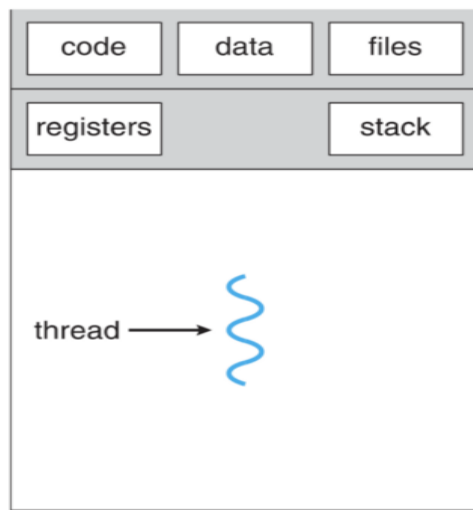 code data files
registers stack
thread